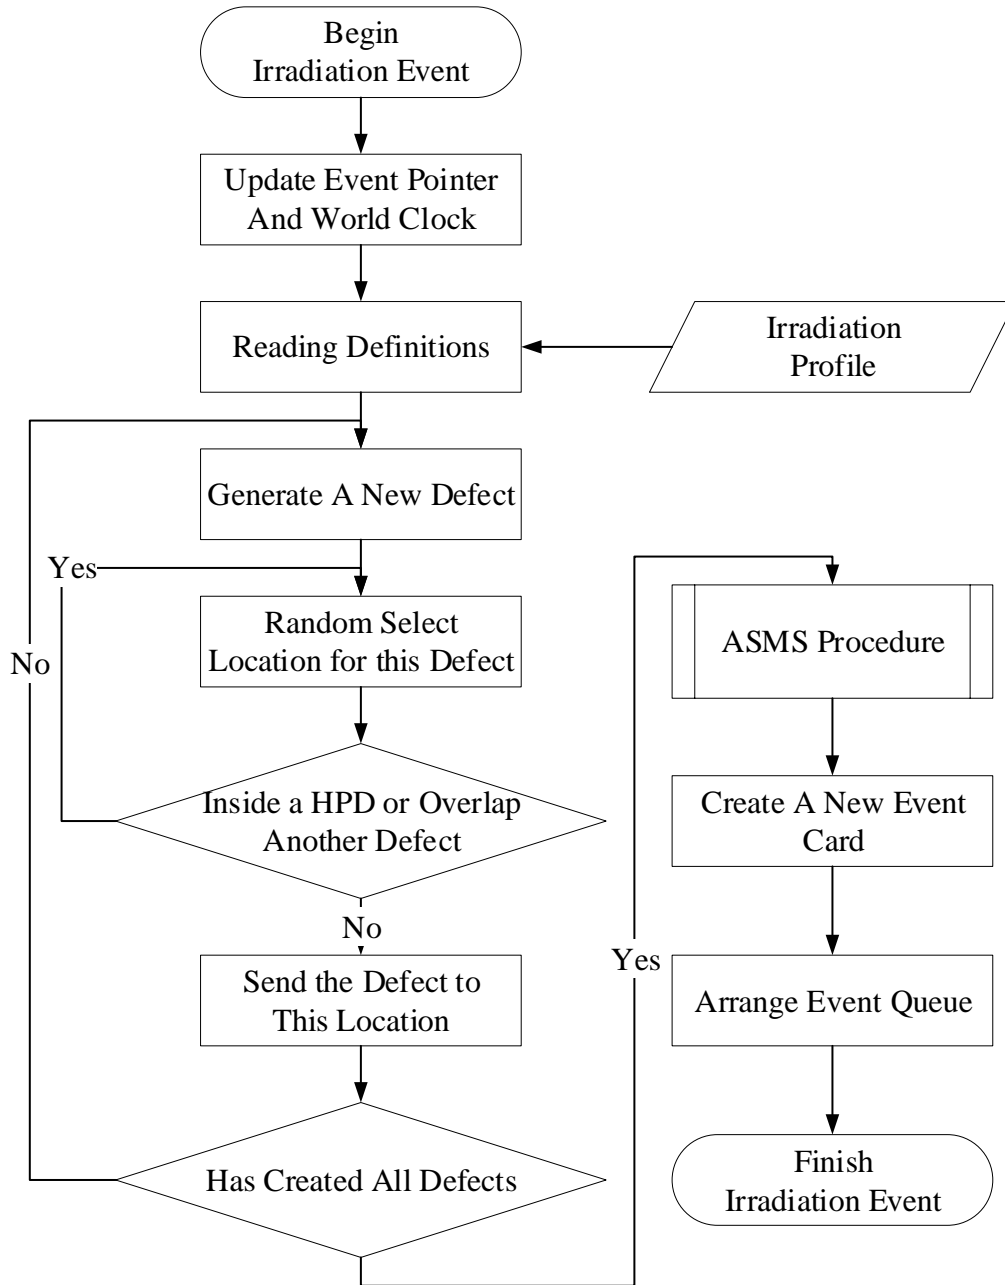 Begin
Irradiation Event
Update Event Pointer
And World Clock
Reading Definitions
Irradiation
Profile
Generate A New Defect
Yes
Random Select
Location for this Defect
No
Inside a HPD or Overlap
Another Defect
No
Send the Defect to
This Location
Has Created All Defects
Yes
ASMS Procedure
Create A New Event
Card
Arrange Event Queue
Finish
Irradiation Event